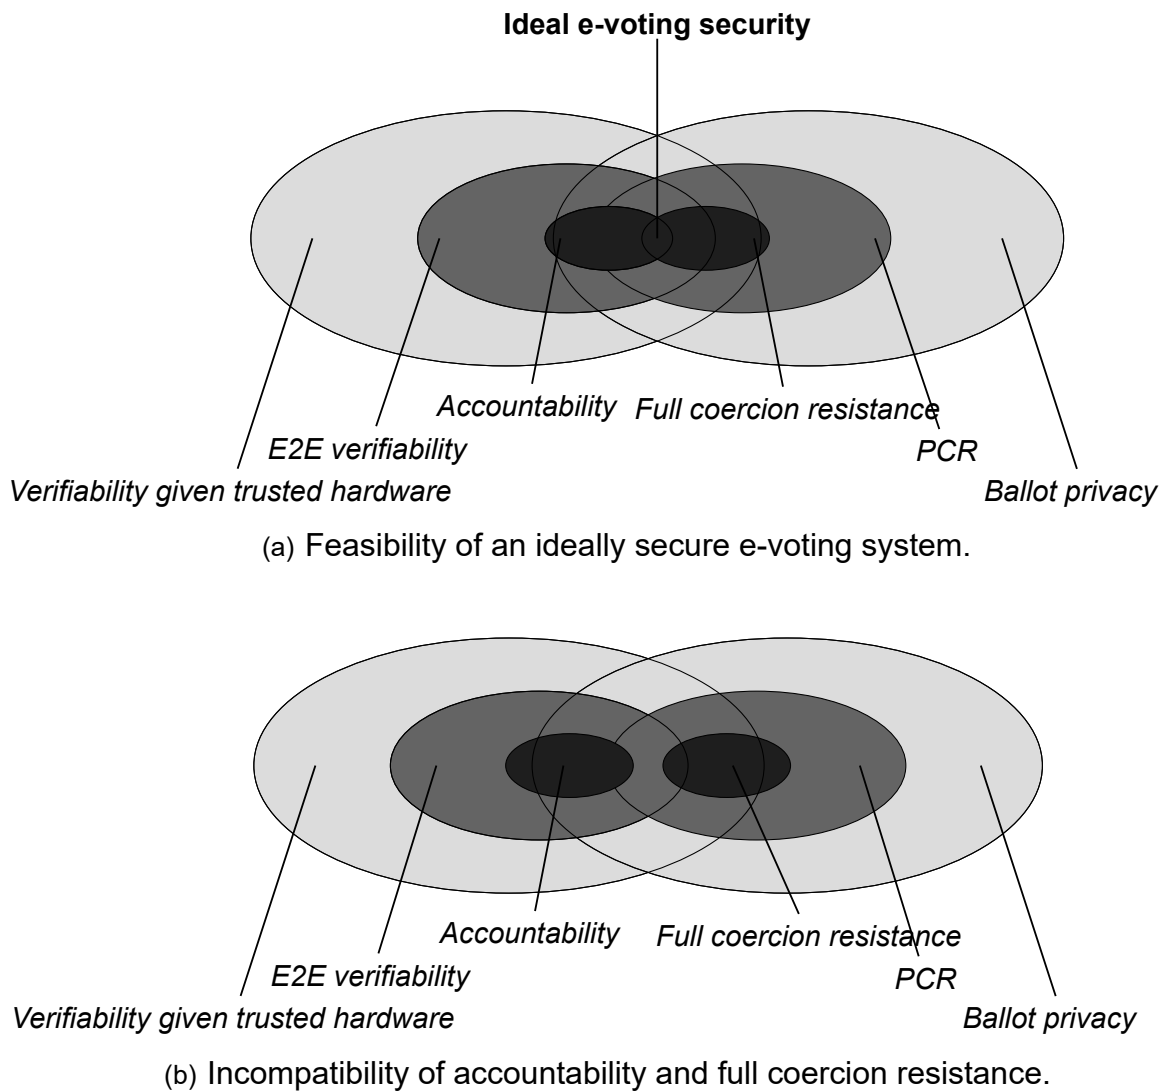 Ideal e-voting security
Accountability
Full coercion resistance
E2E verifiability
PCR
Verifiability given trusted hardware
Ballot privacy
(a) Feasibility of an ideally secure e-voting system.
Accountability
Full coercion resistance
E2E verifiability
PCR
Verifiability given trusted hardware
Ballot privacy
(b) Incompatibility of accountability and full coercion resistance.